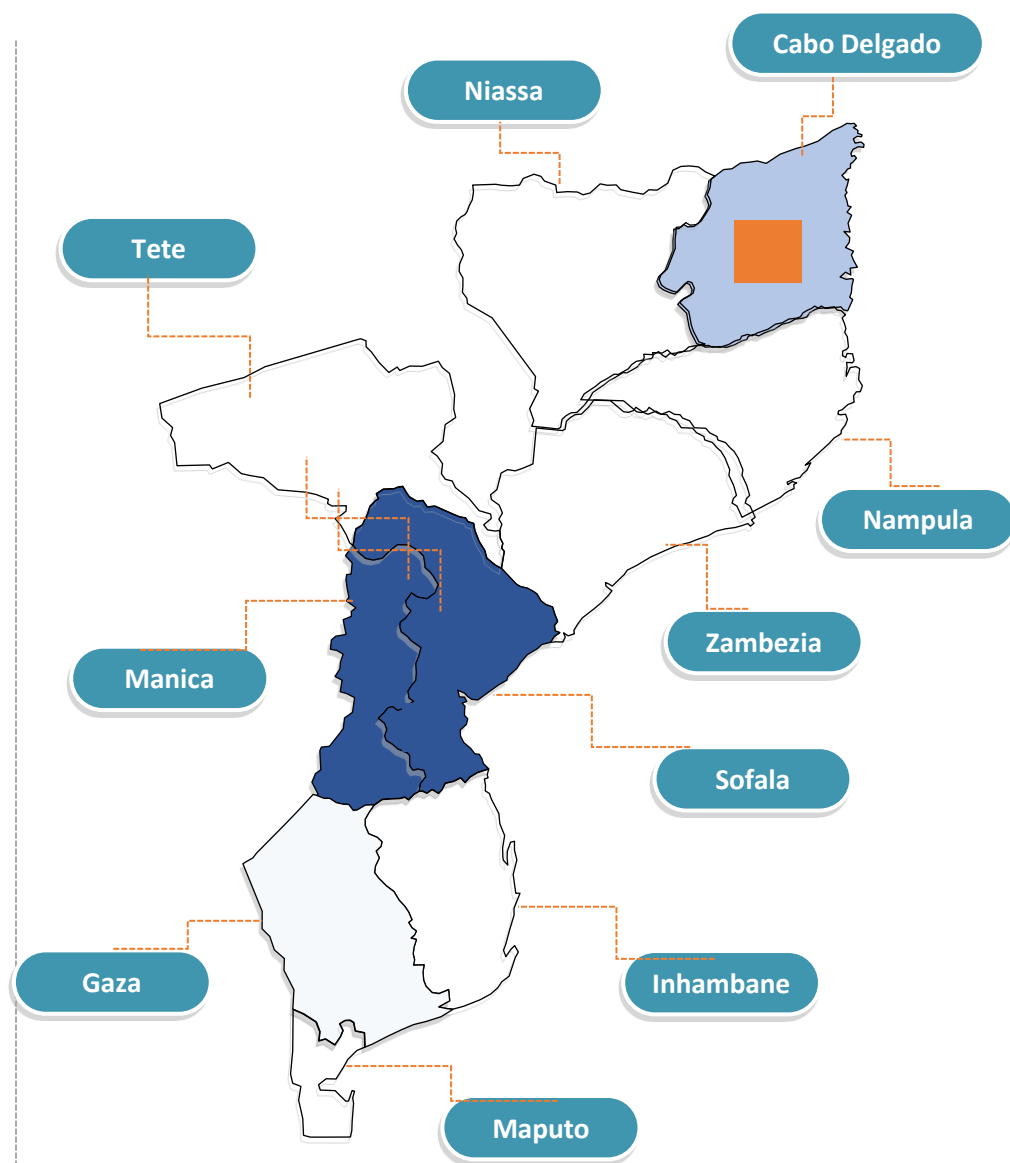 Cabo Delgado
Niassa
Tete
Nampula
Zambezia
Manica
Sofala
Gaza
Inhambane
Maputo